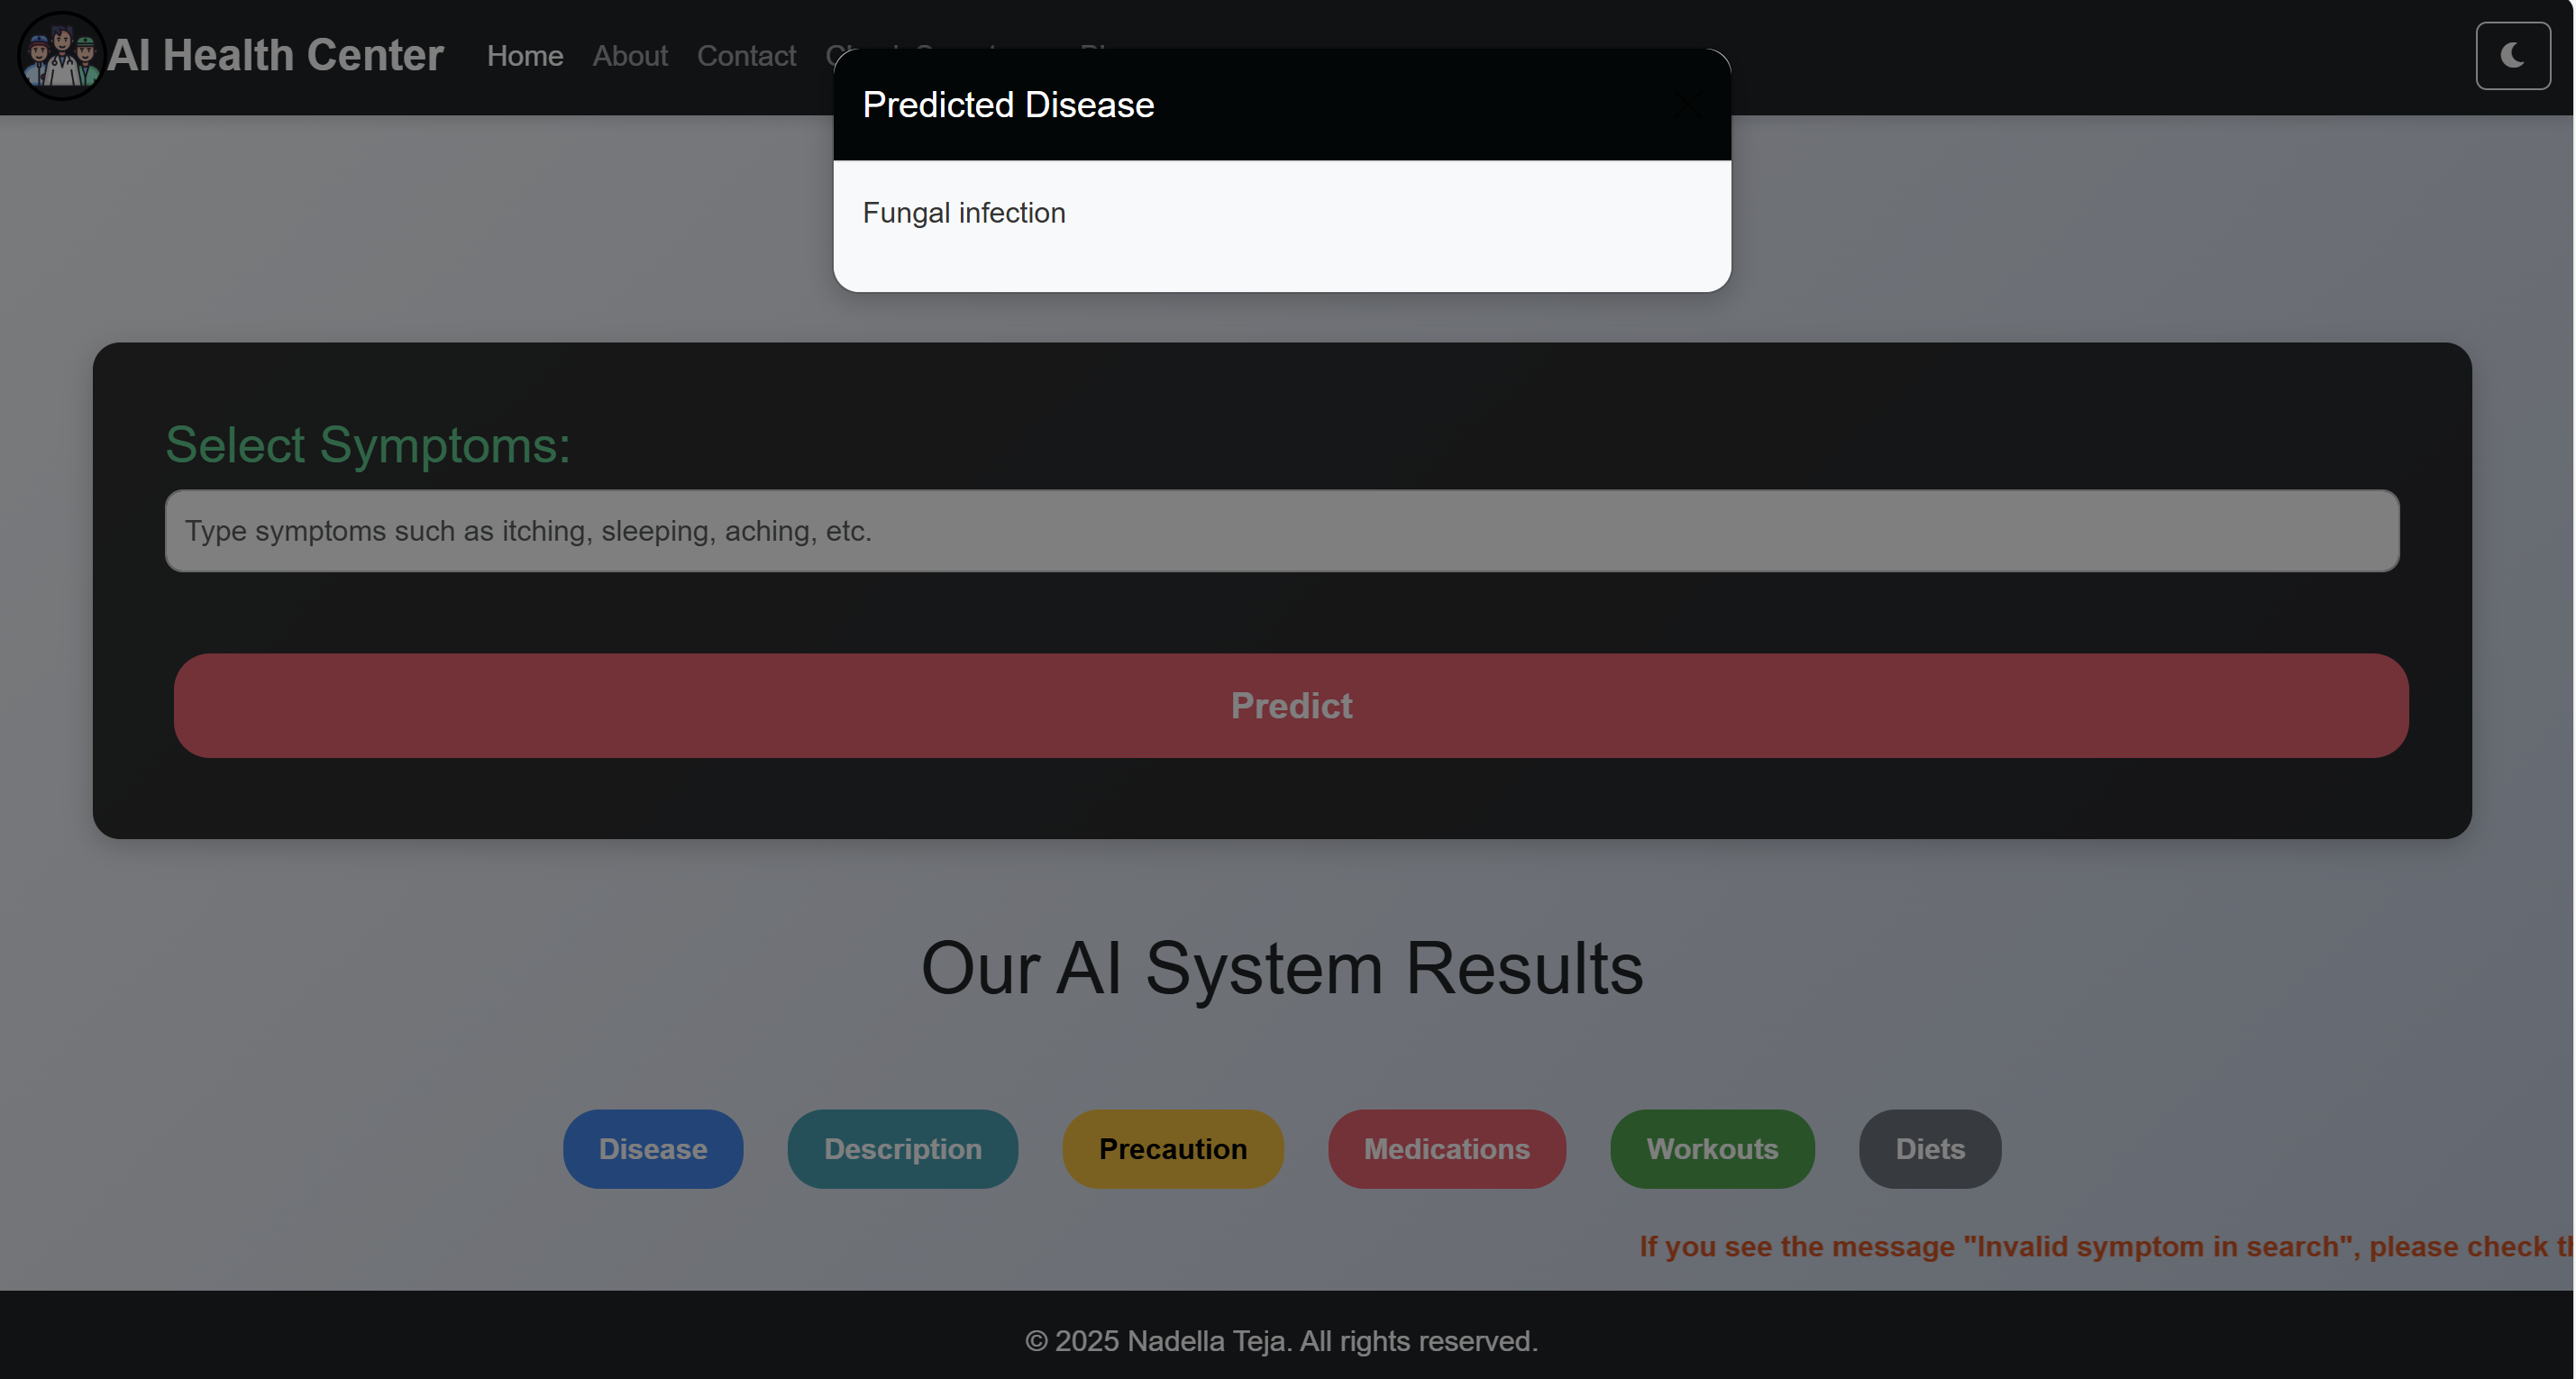 AI Health Center
Home About Contact
Predicted Disease
Fungal infection
Select Symptoms:
Type symptoms such as itching, sleeping, aching, etc.
Predict
Our AI System Results
Disease Description Precaution Medications Workouts Diets
If you see the message "Invalid symptom in search", please check
© 2025 Nadella Teja. All rights reserved.